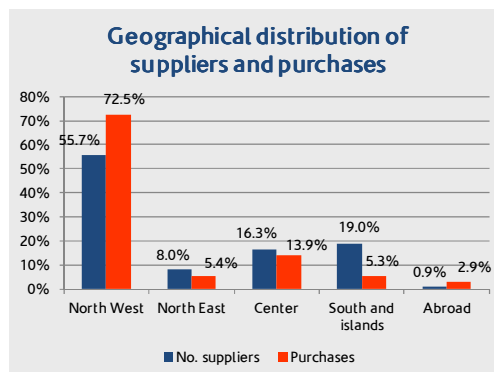 Geographical distribution of
suppliers and purchases
80%
70%
60%
50%
40%
30%
20%
10%
0%
55.7%
72.5%
8.0%
5.4%
16.3%
13.9%
19.0%
5.3%
0.9%
2.9%
North West
North East
Center
South and
islands
Abroad
No. suppliers
Purchases